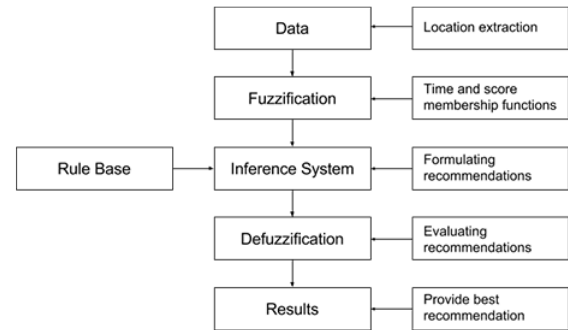 Data
Location extraction
Fuzzification
Time and score
membership functions
Rule Base
Inference System
Formulating
recommendations
Defuzzification
Evaluating
recommendations
Results
Provide best
recommendation